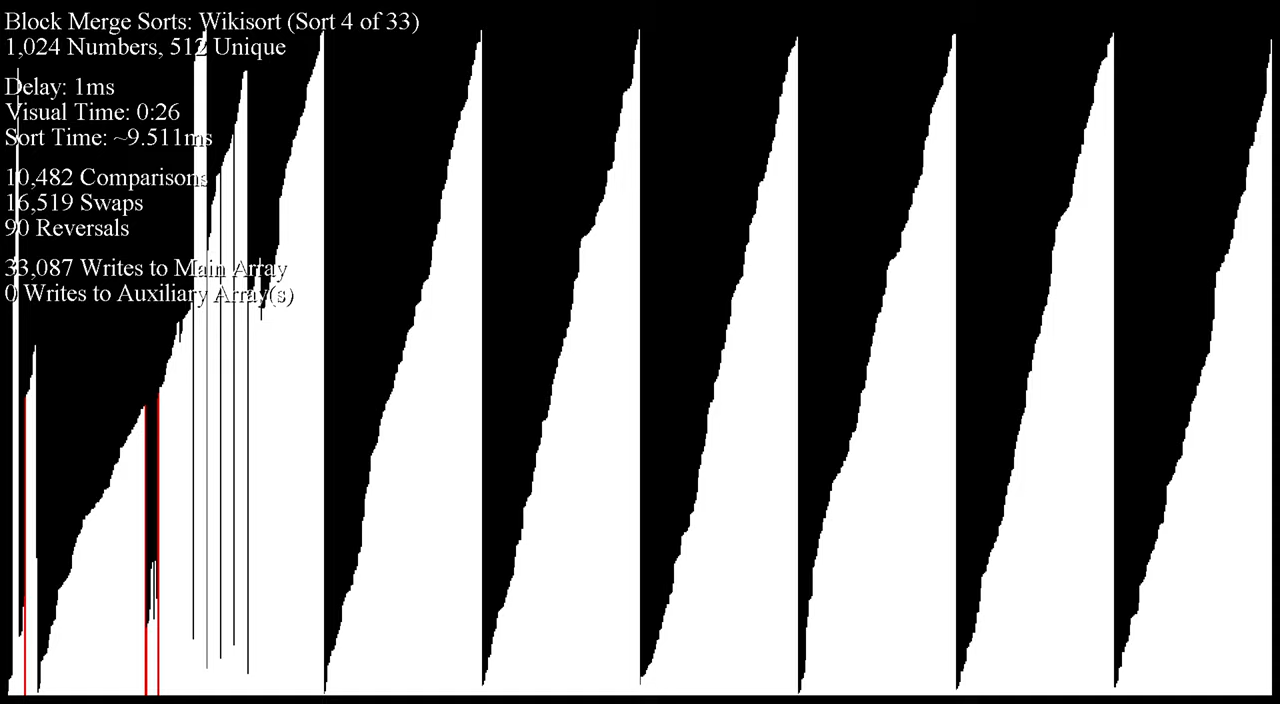 Block Merge Sorts: Wikisort (Sort 4 of 33)
1,024 Numbers, 512 Unique
Delay: 1ms
Visual Time: 0:26
Sort Time: ~9.511ms
10,482 Comparisons
16,519 Swaps
90 Reversals
33,087 Writes to Main Array
0 Writes to Auxiliary Array(s)